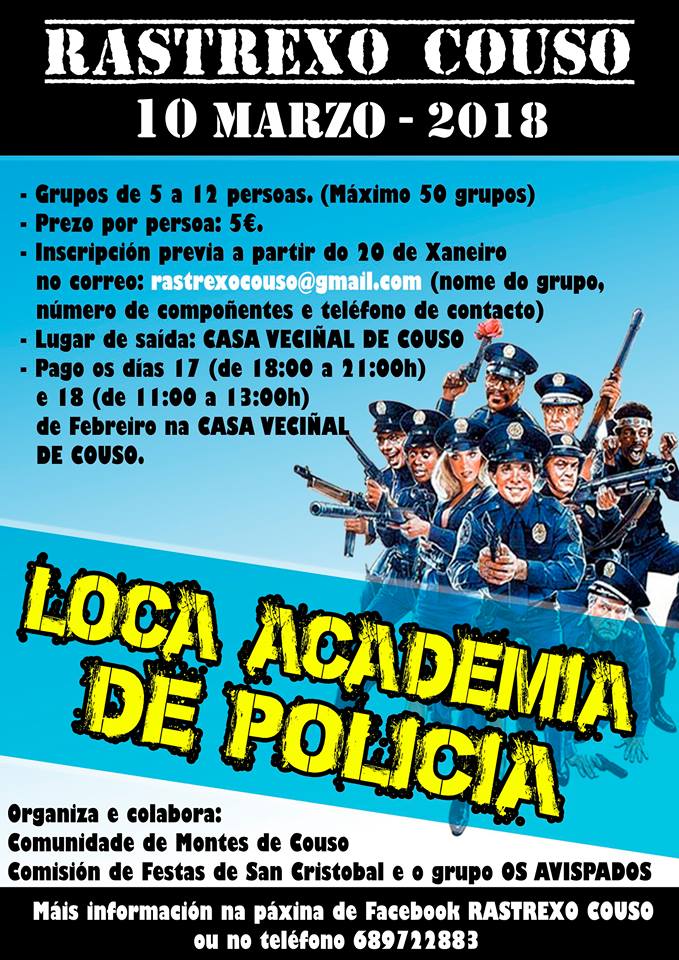 RASTREXO COUSO
10 MARZO - 2018
- Grupos de 5 a 12 persoas. (Máximo 50 grupos)
- Prezo por persoa: 5€.
- Inscripción previa a partir do 20 de Xaneiro
no correo: rastrexocouso@gmail.com (nome do grupo,
número de compoñentes e teléfono de contacto)
- Lugar de saída: CASA VECIÑAL DE COUSO
- Pago os días 17 (de 18:00 a 21:00h)
e 18 (de 11:00 a 13:00h)
de Febreiro na CASA VECIÑAL
DE COUSO.
LOCA ACADEMIA
DE POLICIA
Organiza e colabora:
Comunidade de Montes de Couso
Comisión de Festas de San Cristobal e o grupo OS AVISPADOS
Máis información na páxina de Facebook RASTREXO COUSO
ou no teléfono 689722883